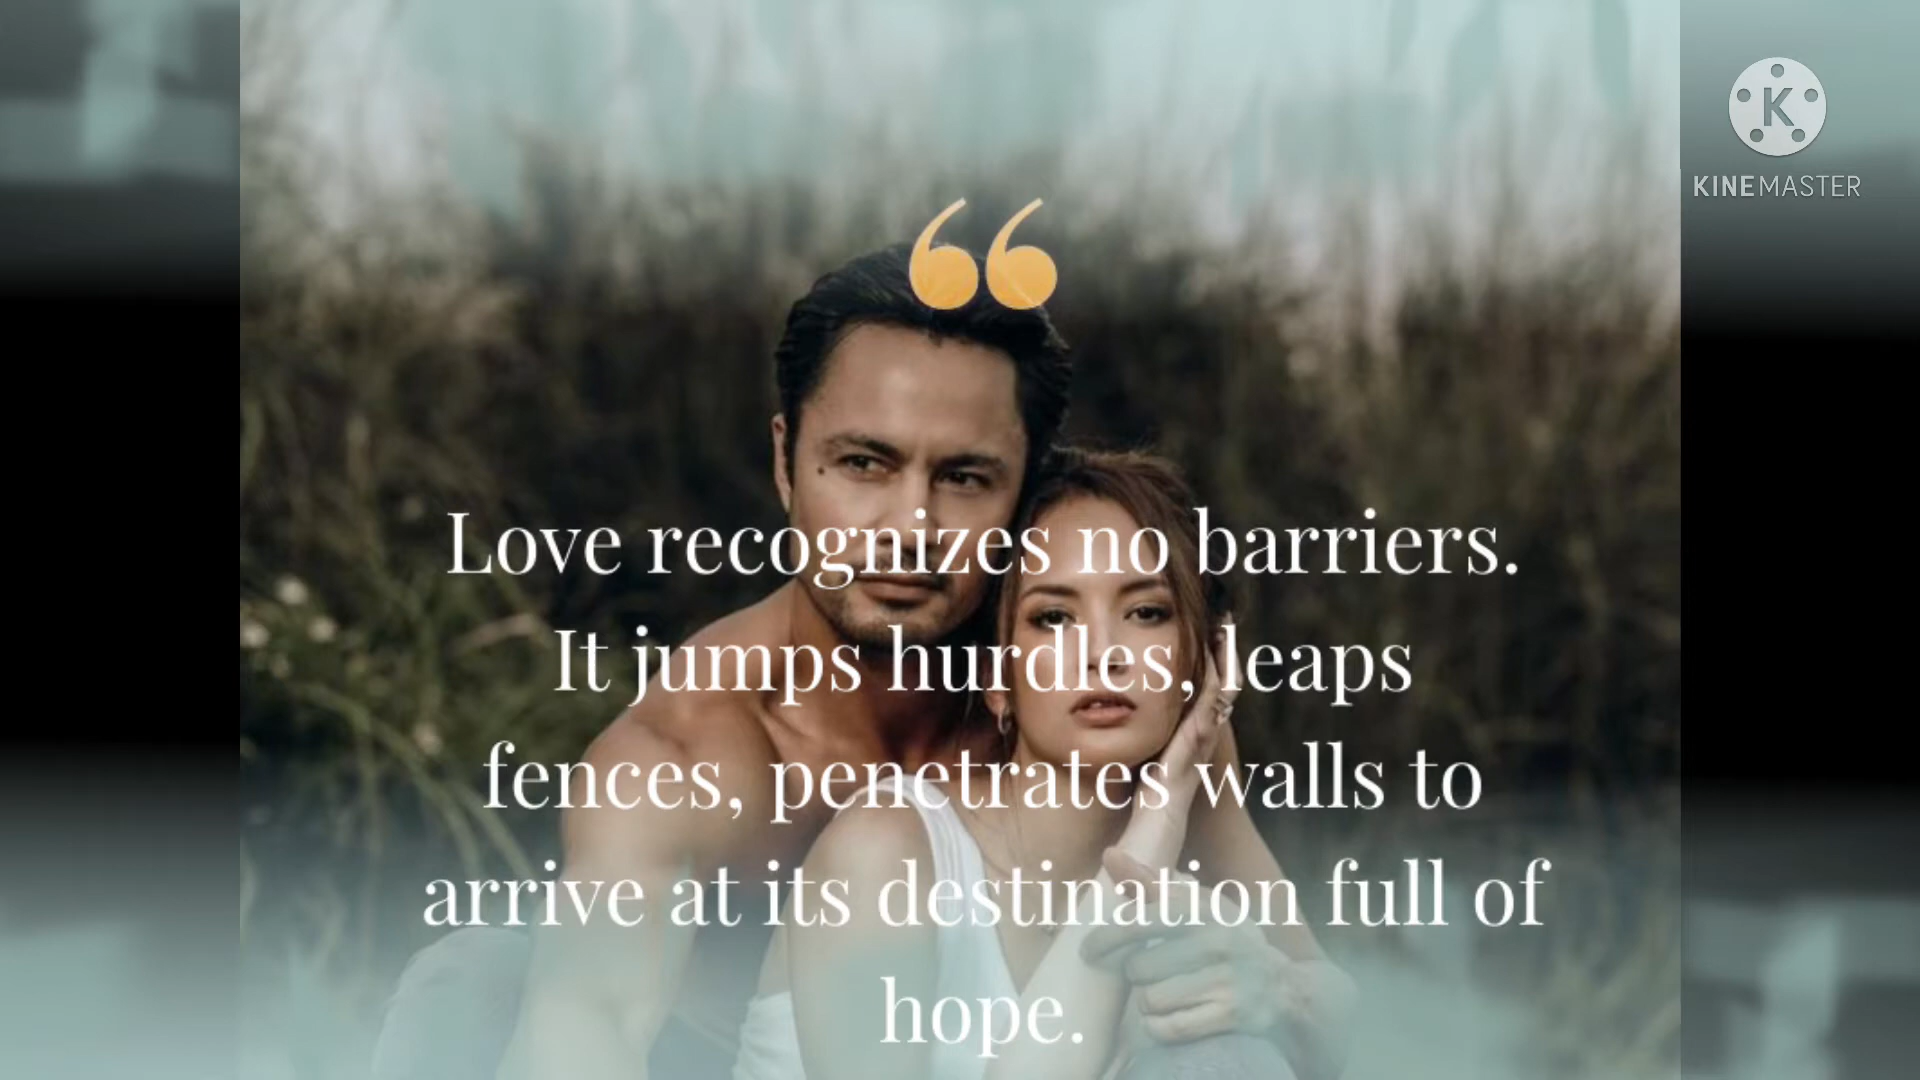 K
KINEMASTER
“
Love recognizes no barriers.
It jumps hurdles, leaps
fences, penetrates walls to
arrive at its destination full of
hope.